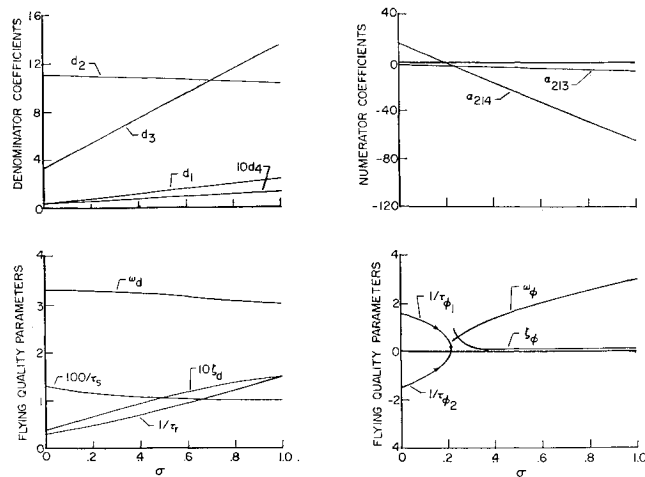 DENOMINATOR COEFFICIENTS
16
12
8
4
0
d2
d3
d1
10d4
NUMERATOR COEFFICIENTS
40
0
-40
-80
-120
α213
α214
FLYING QUALITY PARAMETERS
4
3
2
1
0
ωd
100/τs
10ζd
1/τr
0 .2 .4 .6 .8 1.0
σ
FLYING QUALITY PARAMETERS
4
2
0
-2
4
1/τϕ1
ωϕ
ζϕ
1/τϕ2
0 .2 .4 .6 .8 1.0
σ